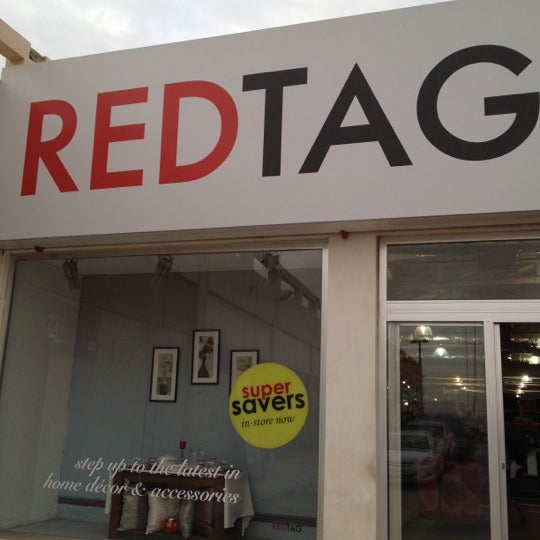 REDTAG
super
savers
in-store now
step up to the latest in
home décor & accessories
REDTAG